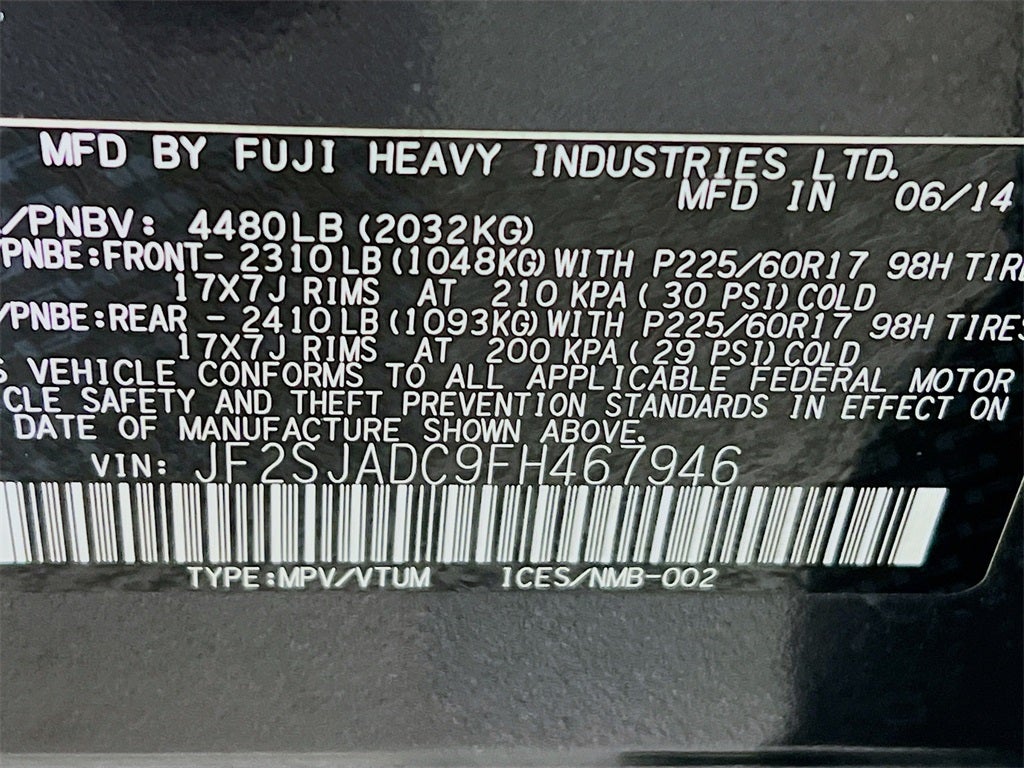 MFD BY FUJI HEAVY INDUSTRIES LTD.
MFD IN 06/14
/PNBV: 4480LB (2032KG)
/PNBE:FRONT- 2310LB (1048KG) WITH P225/60R17 98H TIRE
17X7J RIMS AT 210 KPA ( 30 PSI) COLD
/PNBE:REAR - 2410LB (1093KG) WITH P225/60R17 98H TIRES
17X7J RIMS AT 200 KPA ( 29 PSI) COLD
S VEHICLE CONFORMS TO ALL APPLICABLE FEDERAL MOTOR
CLE SAFETY AND THEFT PREVENTION STANDARDS IN EFFECT ON
DATE OF MANUFACTURE SHOWN ABOVE.
VIN: JF2SJADC9FH467946
TYPE:MPV/VTUM ICES/NMB-002